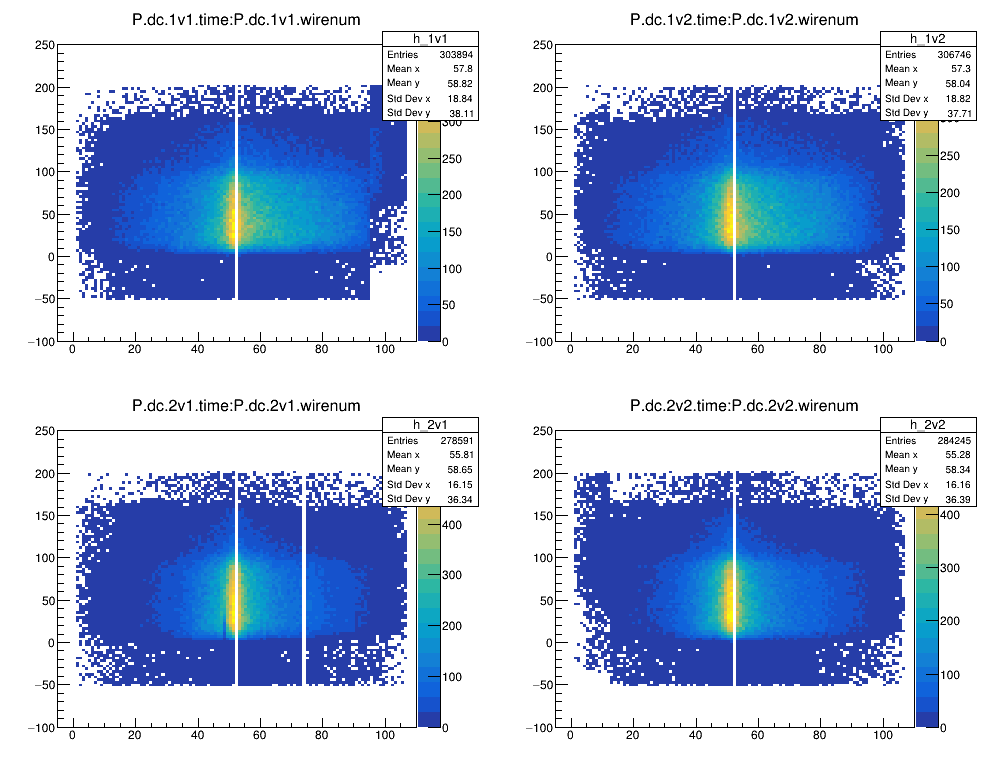 P.dc.1v1.time:P.dc.1v1.wirenum
h_1v1
Entries 303894
Mean x 57.8
Mean y 58.82
Std Dev x 18.84
Std Dev y 38.11
250
200
150
100
50
0
−50
−100
0 20 40 60 80 100
300
250
200
150
100
50
0
P.dc.1v2.time:P.dc.1v2.wirenum
h_1v2
Entries 306746
Mean x 57.3
Mean y 58.04
Std Dev x 18.82
Std Dev y 37.71
250
200
150
100
50
0
−50
−100
0 20 40 60 80 100
300
250
200
150
100
50
0
P.dc.2v1.time:P.dc.2v1.wirenum
h_2v1
Entries 278591
Mean x 55.81
Mean y 58.65
Std Dev x 16.15
Std Dev y 36.34
250
200
150
100
50
0
−50
−100
0 20 40 60 80 100
400
300
200
100
0
P.dc.2v2.time:P.dc.2v2.wirenum
h_2v2
Entries 284245
Mean x 55.28
Mean y 58.34
Std Dev x 16.16
Std Dev y 36.39
250
200
150
100
50
0
−50
−100
0 20 40 60 80 100
400
300
200
100
0